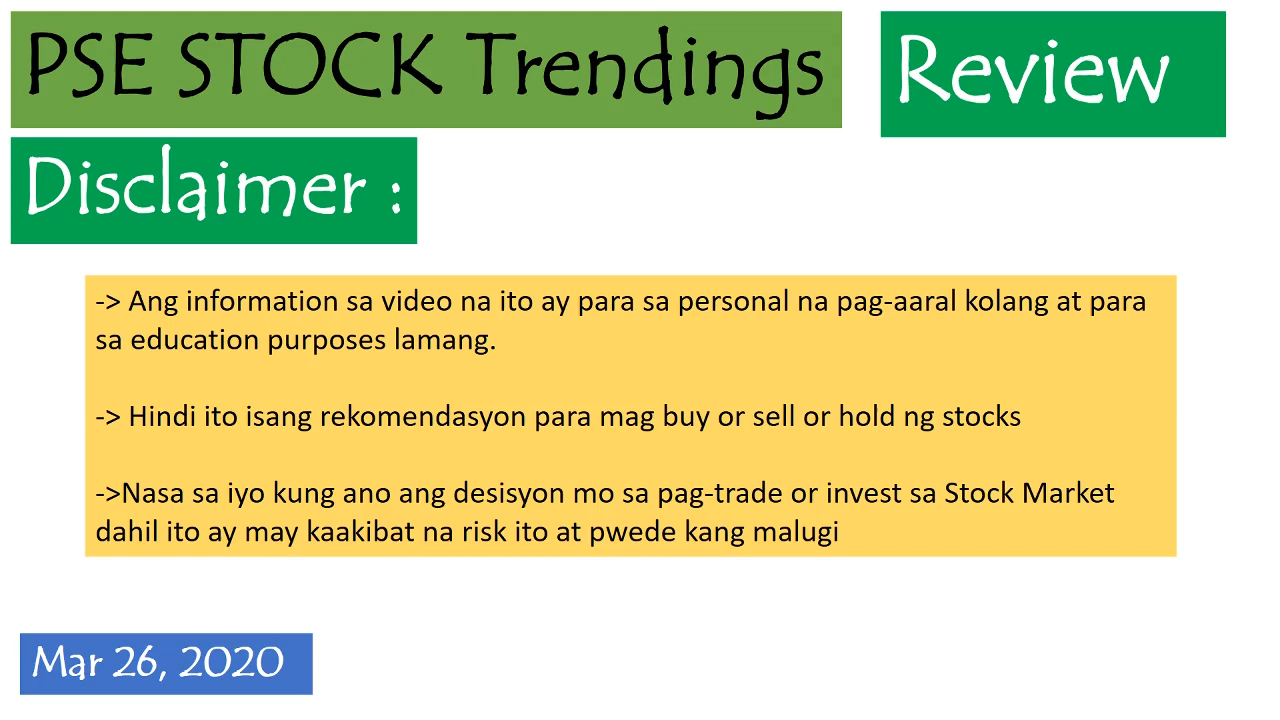 PSE STOCK Trendings
Review
Disclaimer :
-> Ang information sa video na ito ay para sa personal na pag-aaral kolang at para
sa education purposes lamang.
-> Hindi ito isang rekomendasyon para mag buy or sell or hold ng stocks
->Nasa sa iyo kung ano ang desisyon mo sa pag-trade or invest sa Stock Market
dahil ito ay may kaakibat na risk ito at pwede kang malugi
Mar 26, 2020